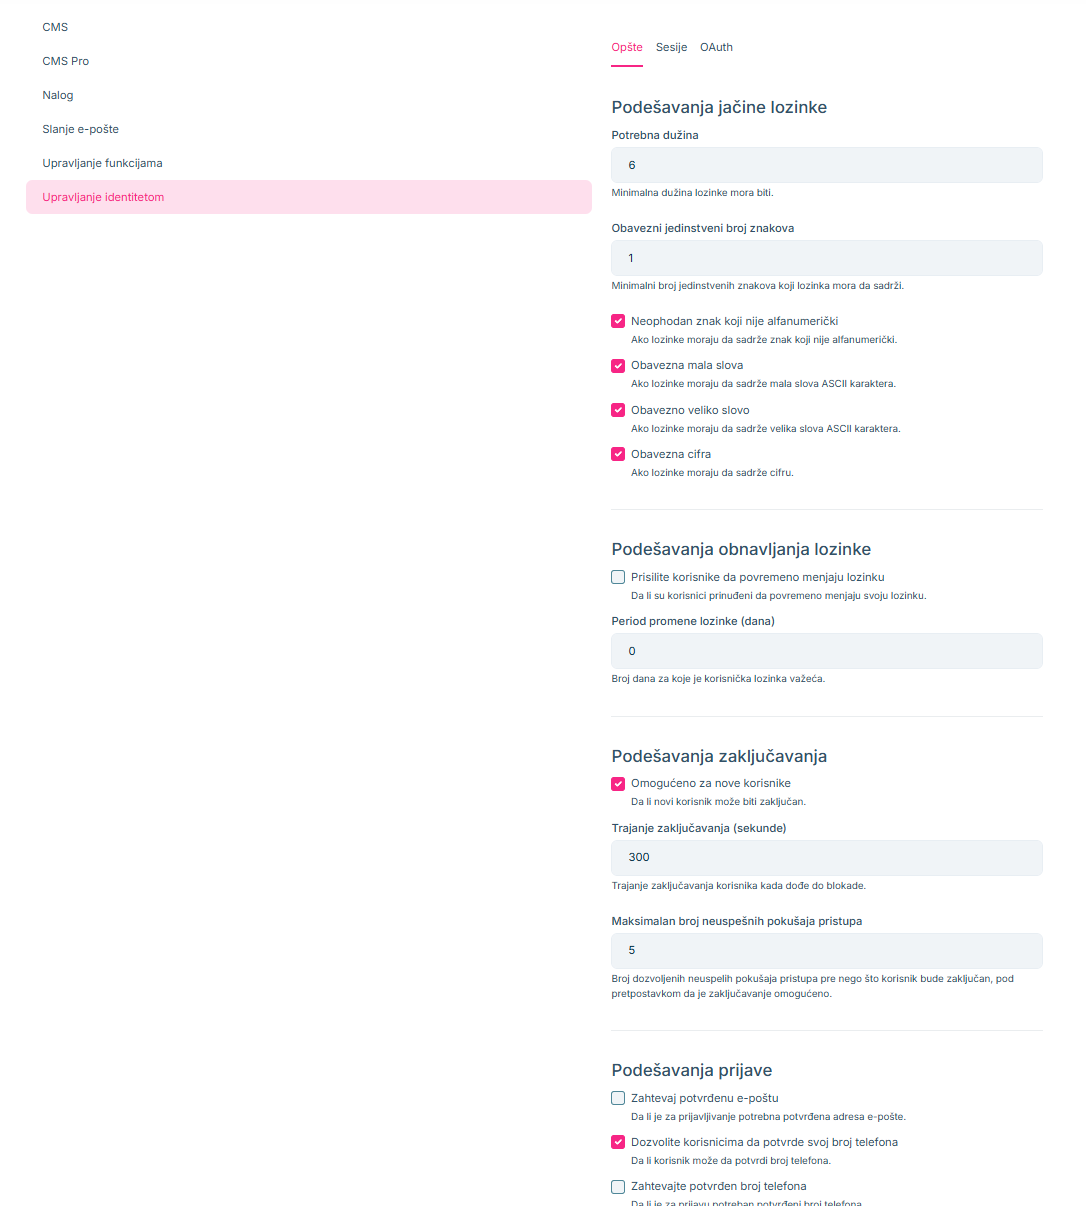 CMS
CMS Pro
Nalog
Slanje e-pošte
Upravljanje funkcijama
Upravljanje identitetom
Opšte Sesije OAuth
Podešavanja jačine lozinke
Potrebna dužina
6
Minimalna dužina lozinke mora biti.
Obavezni jedinstveni broj znakova
1
Minimalni broj jedinstvenih znakova koji lozinka mora da sadrži.
Neophodan znak koji nije alfanumerički
Ako lozinke moraju da sadrže znak koji nije alfanumerički.
Obavezna mala slova
Ako lozinke moraju da sadrže mala slova ASCII karaktera.
Obavezno veliko slovo
Ako lozinke moraju da sadrže velika slova ASCII karaktera.
Obavezna cifra
Ako lozinke moraju da sadrže cifru.
Podešavanja obnavljanja lozinke
Prisilite korisnike da povremeno menjaju lozinku
Da li su korisnici prinuđeni da povremeno menjaju svoju lozinku.
Period promene lozinke (dana)
0
Broj dana za koje je korisnička lozinka važeća.
Podešavanja zaključavanja
Omogućeno za nove korisnike
Da li novi korisnik može biti zaključan.
Trajanje zaključavanja (sekunde)
300
Trajanje zaključavanja korisnika kada dođe do blokade.
Maksimalan broj neuspešnih pokušaja pristupa
5
Broj dozvoljenih neuspelih pokušaja pristupa pre nego što korisnik bude zaključan, pod
pretpostavkom da je zaključavanje omogućeno.
Podešavanja prijave
Zahtevaj potvrđenu e-poštu
Da li je za prijavljivanje potrebna potvrđena adresa e-pošte.
Dozvolite korisnicima da potvrde svoj broj telefona
Da li korisnik može da potvrdi broj telefona.
Zahtevajte potvrđen broj telefona
Da li je za prijavu potreban potvrđeni broj telefona.